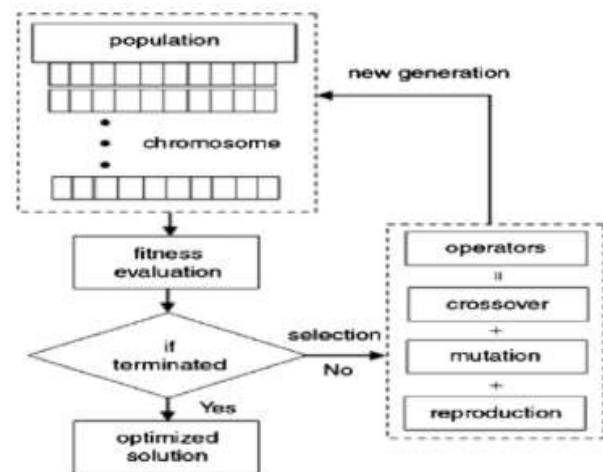 population
new generation
chromosome
fitness
evaluation
operators
=
crossover
+
mutation
+
reproduction
if
terminated
selection
No
Yes
optimized
solution